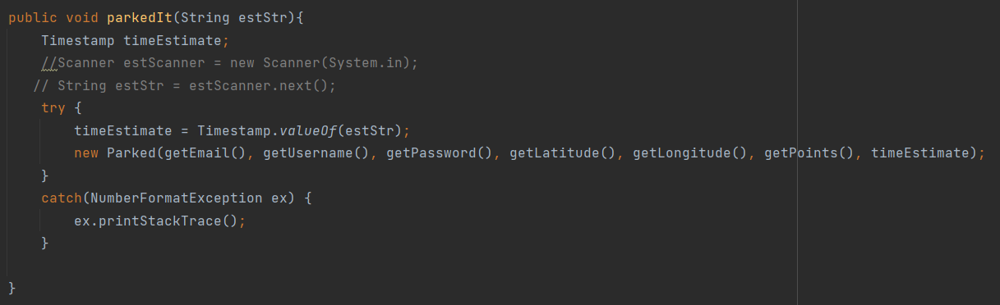 public void parkedIt(String estStr){
Timestamp timeEstimate;
//Scanner estScanner = new Scanner(System.in);
// String estStr = estScanner.next();
try {
timeEstimate = Timestamp.valueOf(estStr);
new Parked(getEmail(), getUsername(), getPassword(), getLatitude(), getLongitude(), getPoints(), timeEstimate);
}
catch(NumberFormatException ex) {
ex.printStackTrace();
}
}